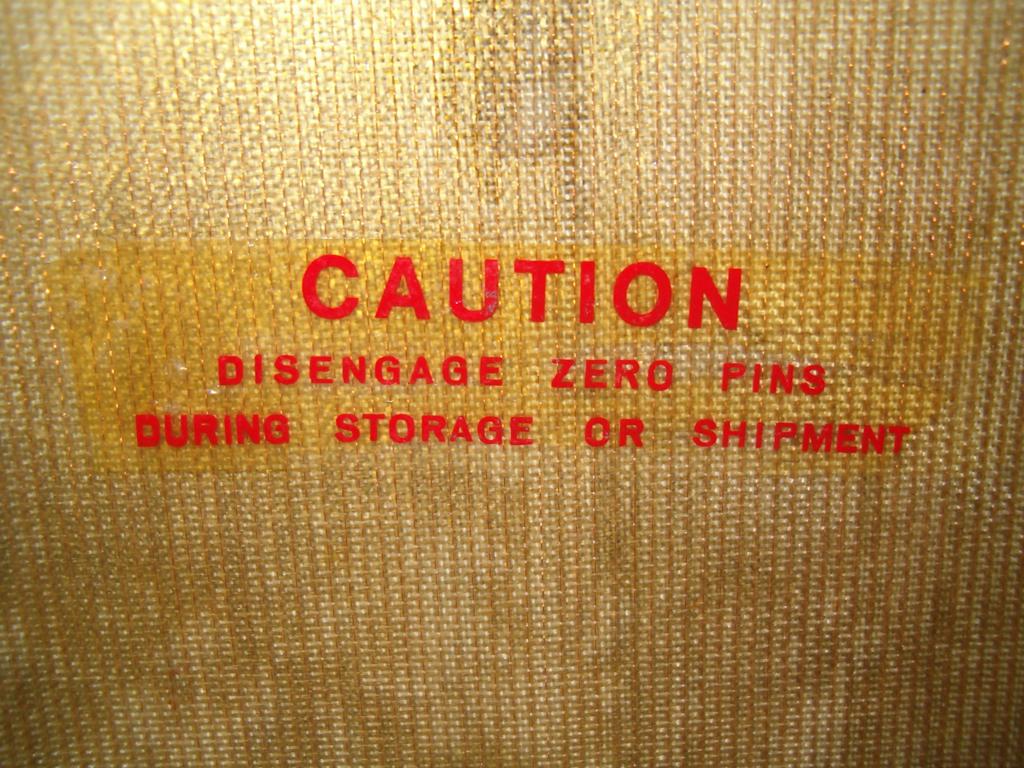 CAUTION
DISENGAGE ZERO PINS
DURING STORAGE OR SHIPMENT